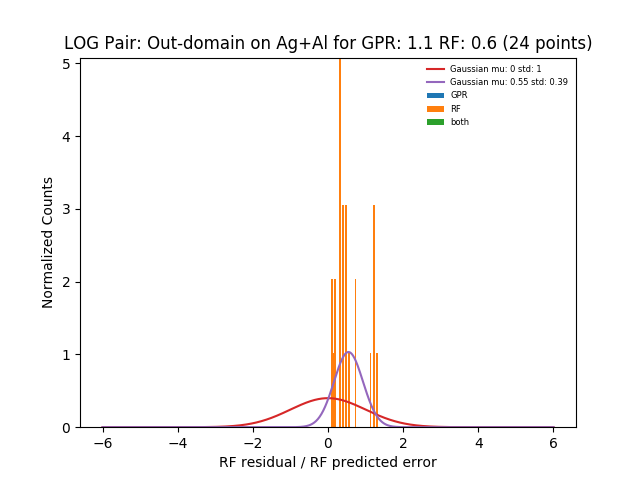 LOG Pair: Out-domain on Ag+Al for GPR: 1.1 RF: 0.6 (24 points)
Gaussian mu: 0 std: 1
Gaussian mu: 0.55 std: 0.39
GPR
RF
both
Normalized Counts
5
4
3
2
1
0
−6 −4 −2 0 2 4 6
RF residual / RF predicted error